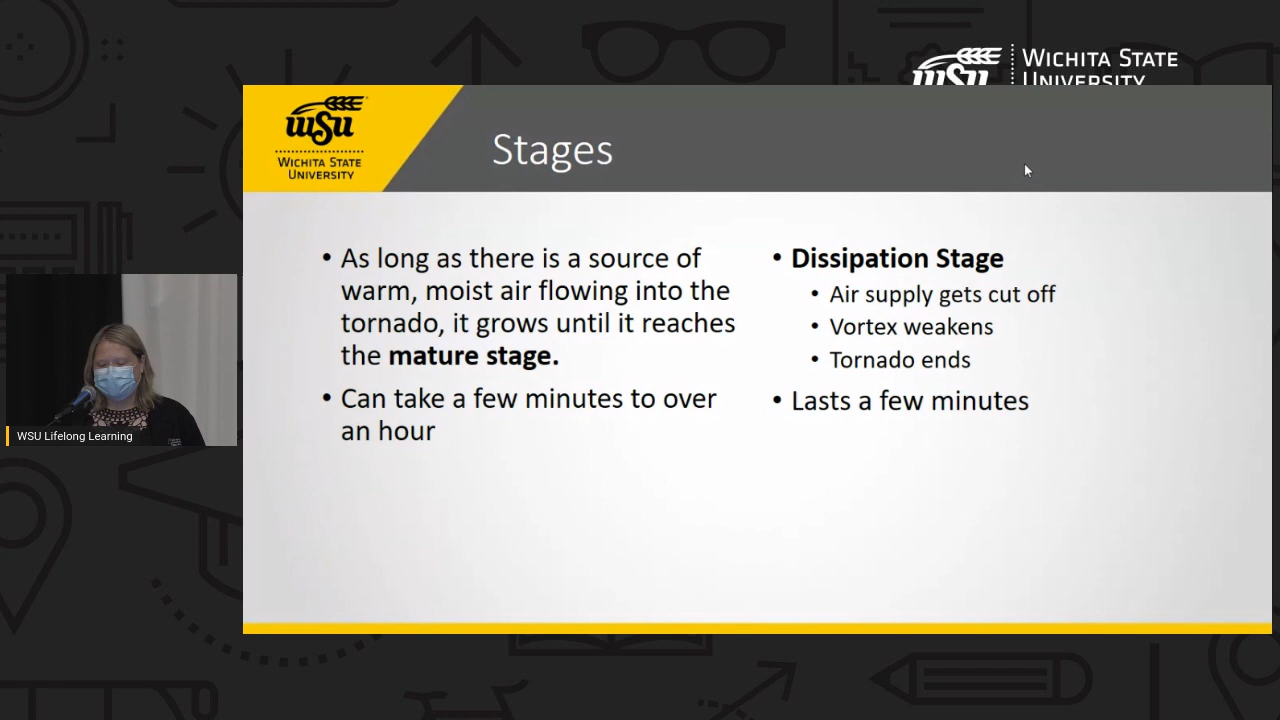 WSU
WICHITA STATE
UNIVERSITY
wsu
WICHITA STATE
UNIVERSITY
Stages
• As long as there is a source of
warm, moist air flowing into the
tornado, it grows until it reaches
the mature stage.
• Can take a few minutes to over
an hour
• Dissipation Stage
• Air supply gets cut off
• Vortex weakens
• Tornado ends
• Lasts a few minutes
WSU Lifelong Learning